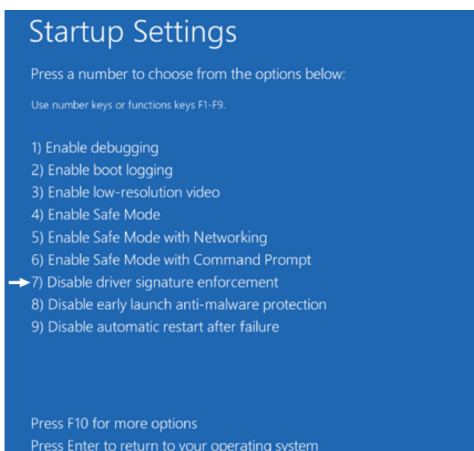 Startup Settings
Press a number to choose from the options below:
Use number keys or functions keys F1-F9.
1) Enable debugging
2) Enable boot logging
3) Enable low-resolution video
4) Enable Safe Mode
5) Enable Safe Mode with Networking
6) Enable Safe Mode with Command Prompt
7) Disable driver signature enforcement
8) Disable early launch anti-malware protection
9) Disable automatic restart after failure
Press F10 for more options
Press Enter to return to your operating system